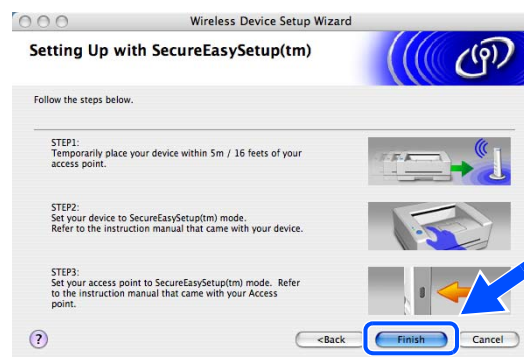 Wireless Device Setup Wizard
Setting Up with SecureEasySetup(tm)
Follow the steps below.
STEP1:
Temporarily place your device within 5m / 16 feets of your
access point.
STEP2:
Set your device to SecureEasySetup(tm) mode.
Refer to the instruction manual that came with your device.
STEP3:
Set your access point to SecureEasySetup(tm) mode. Refer
to the instruction manual that came with your Access
point.
? <Back Finish Cancel